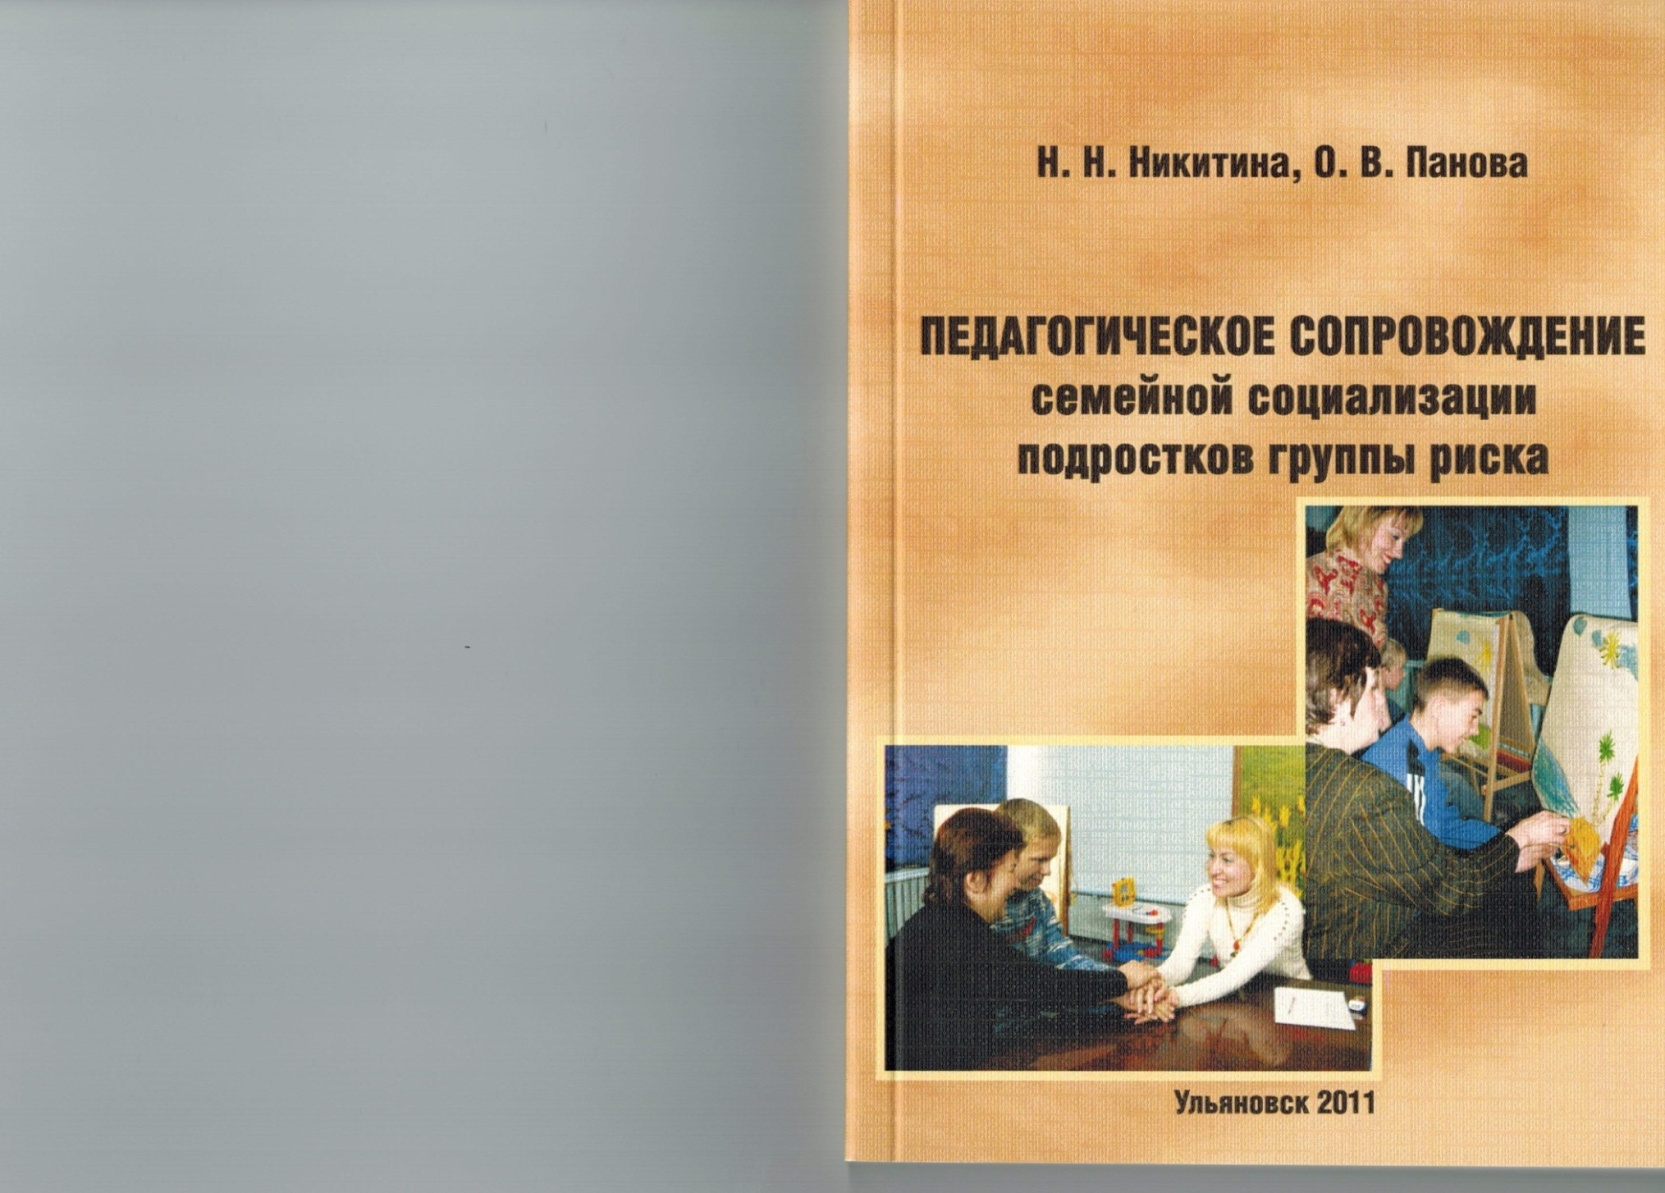 Н. Н. Никитина, О. В. Панова
ПЕДАГОГИЧЕСКОЕ СОПРОВОЖДЕНИЕ
семейной социализации
подростков группы риска
Ульяновск 2011